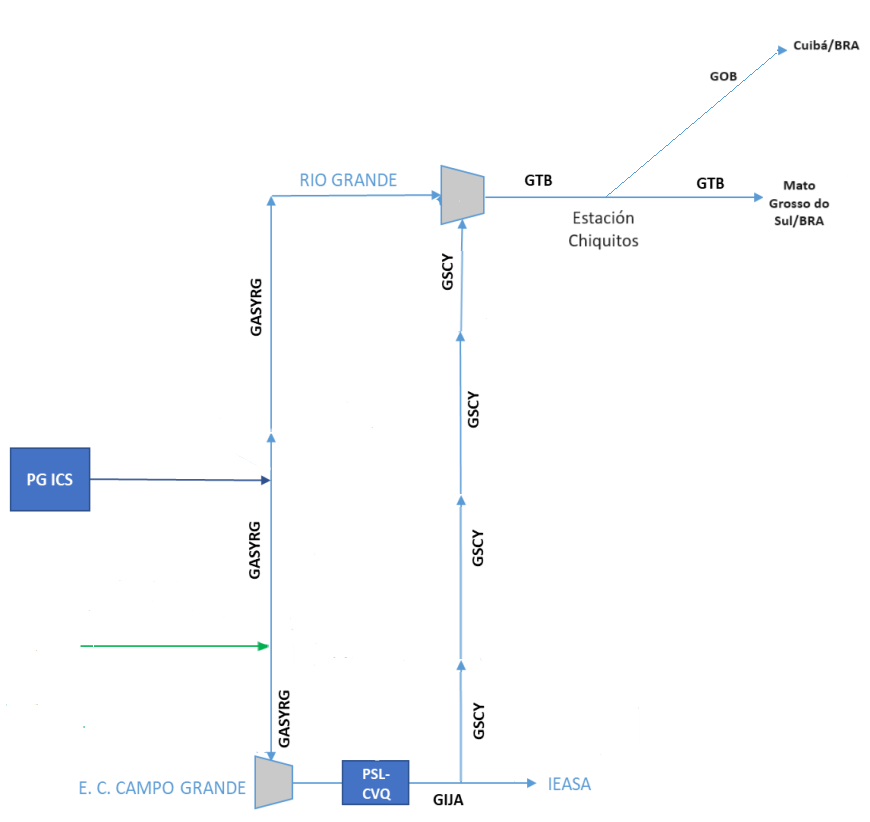 Cuibá/BRA
GOB
RIO GRANDE
GTB
GTB
Mato
Grosso do
Sul/BRA
Estación
Chiquitos
GSCY
GASYRG
GSCY
PG ICS
GASYRG
GSCY
GASYRG
GSCY
PSL-
CVQ
E. C. CAMPO GRANDE
IEASA
GIJA